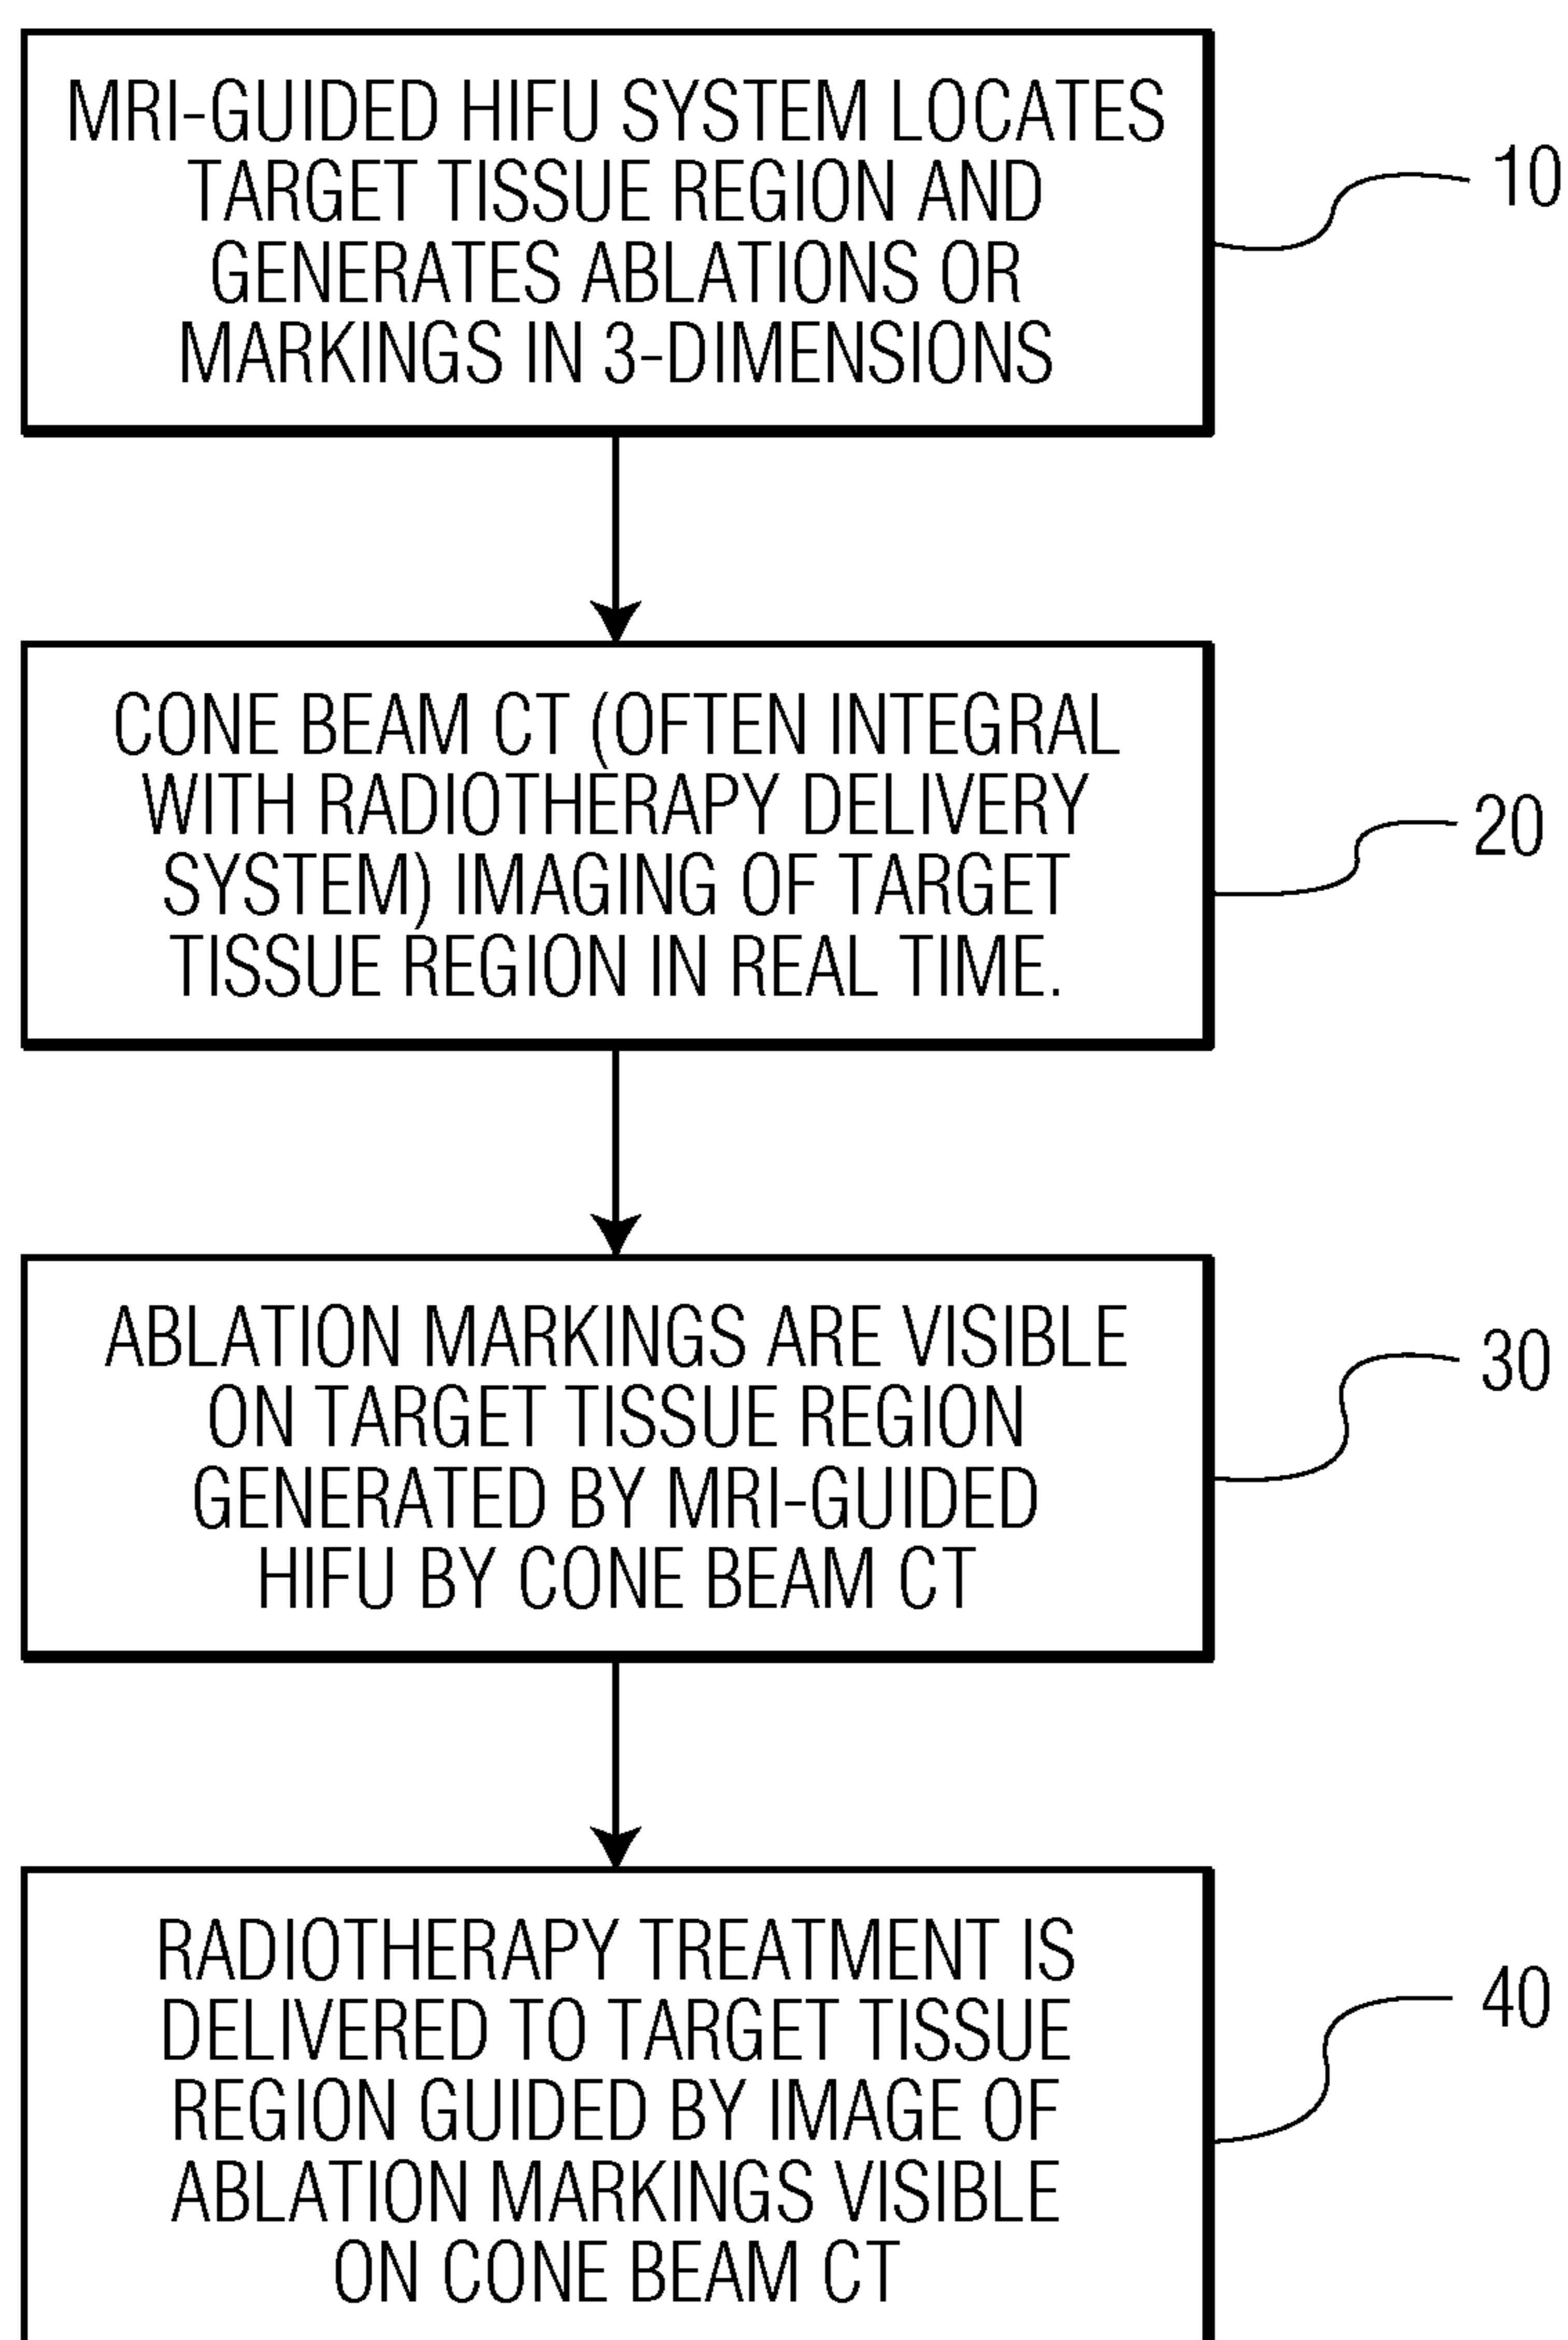 MRI-GUIDED HIFU SYSTEM LOCATES
TARGET TISSUE REGION AND
GENERATES ABLATIONS OR
MARKINGS IN 3-DIMENSIONS
10
CONE BEAM CT (OFTEN INTEGRAL
WITH RADIOTHERAPY DELIVERY
SYSTEM) IMAGING OF TARGET
TISSUE REGION IN REAL TIME.
20
ABLATION MARKINGS ARE VISIBLE
ON TARGET TISSUE REGION
GENERATED BY MRI-GUIDED
HIFU BY CONE BEAM CT
30
RADIOTHERAPY TREATMENT IS
DELIVERED TO TARGET TISSUE
REGION GUIDED BY IMAGE OF
ABLATION MARKINGS VISIBLE
ON CONE BEAM CT
40